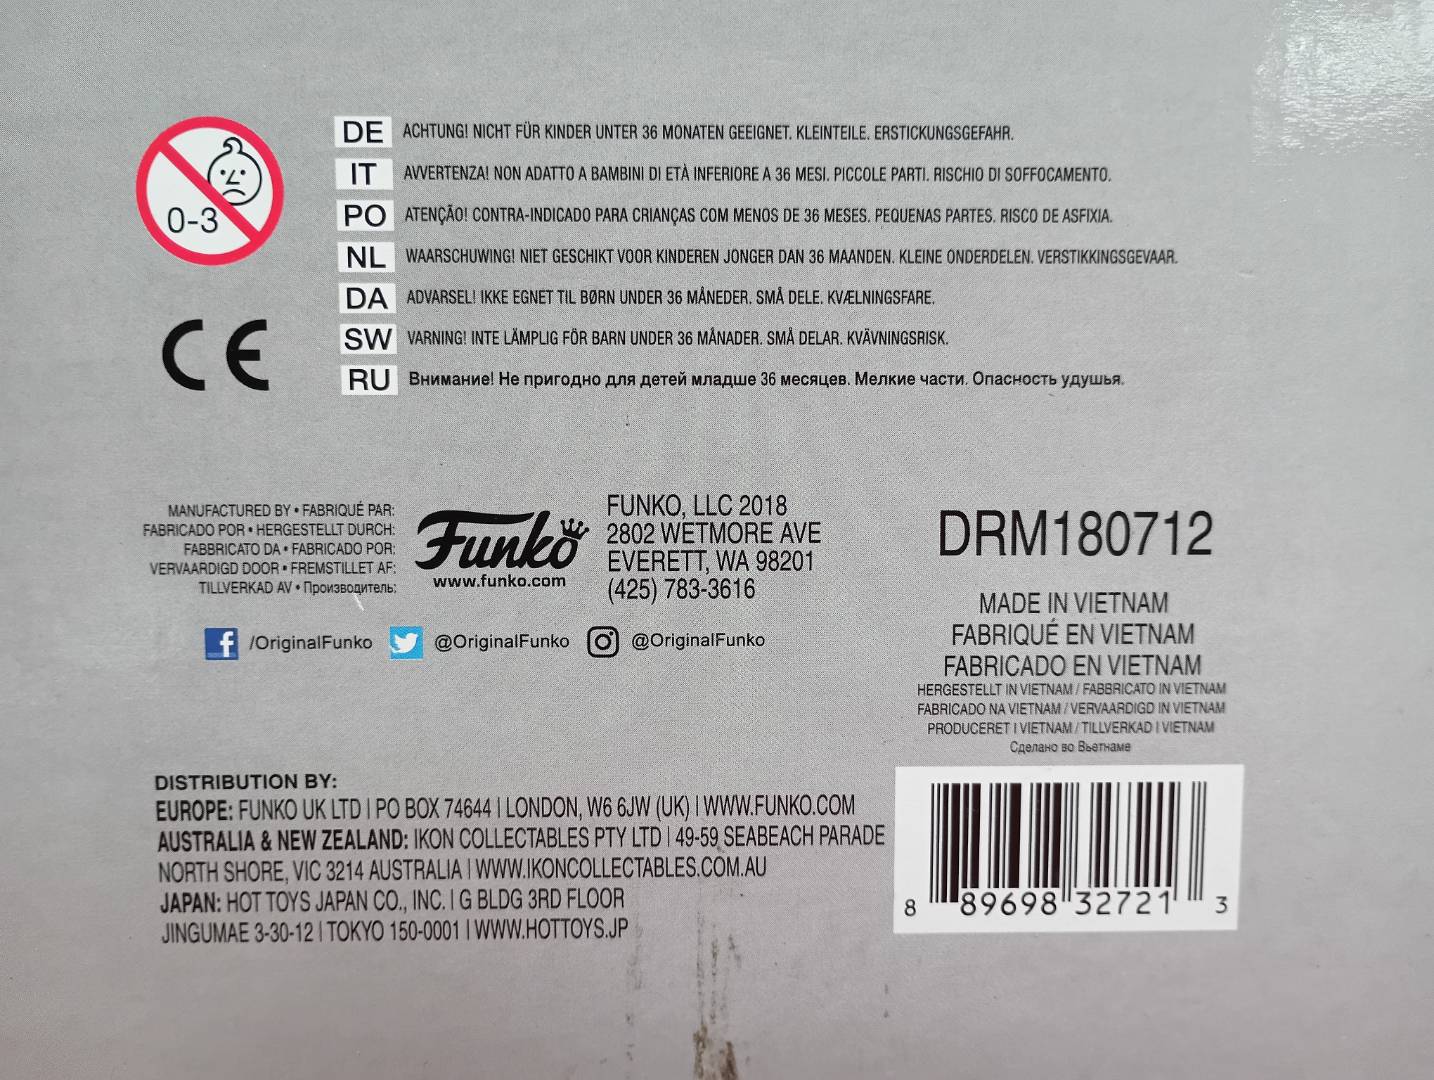 0-3
DE ACHTUNG! NICHT FÜR KINDER UNTER 36 MONATEN GEEIGNET. KLEINTEILE. ERSTICKUNGSGEFAHR.
IT AVVERTENZA! NON ADATTO A BAMBINI DI ETÀ INFERIORE A 36 MESI. PICCOLE PARTI. RISCHIO DI SOFFOCAMENTO.
PO ATENÇÃO! CONTRA-INDICADO PARA CRIANÇAS COM MENOS DE 36 MESES. PEQUENAS PARTES. RISCO DE ASFIXIA.
NL WAARSCHUWING! NIET GESCHIKT VOOR KINDEREN JONGER DAN 36 MAANDEN. KLEINE ONDERDELEN. VERSTIKKINGSGEVAAR.
DA ADVARSEL! IKKE EGNET TIL BØRN UNDER 36 MÅNEDER. SMÅ DELE. KVÆLNINGSFARE.
SW VARNING! INTE LÄMPLIG FÖR BARN UNDER 36 MÅNADER. SMÅ DELAR. KVÄVNINGSRISK.
RU Внимание! Не пригодно для детей младше 36 месяцев. Мелкие части. Опасность удушья.
CE
MANUFACTURED BY • FABRIQUÉ PAR:
FABRICADO POR • HERGESTELLT DURCH:
FABBRICATO DA • FABRICADO POR:
VERVAARDIGD DOOR • FREMSTILLET AF:
TILLVERKAD AV • Производитель:
Funko
www.funko.com
FUNKO, LLC 2018
2802 WETMORE AVE
EVERETT, WA 98201
(425) 783-3616
/OriginalFunko @OriginalFunko @OriginalFunko
DRM180712
MADE IN VIETNAM
FABRIQUÉ EN VIETNAM
FABRICADO EN VIETNAM
HERGESTELLT IN VIETNAM / FABBRICATO IN VIETNAM
FABRICADO NA VIETNAM / VERVAARDIGD IN VIETNAM
PRODUCERET I VIETNAM / TILLVERKAD I VIETNAM
Сделано во Вьетнаме
DISTRIBUTION BY:
EUROPE: FUNKO UK LTD | PO BOX 74644 | LONDON, W6 6JW (UK) | WWW.FUNKO.COM
AUSTRALIA & NEW ZEALAND: IKON COLLECTABLES PTY LTD | 49-59 SEABEACH PARADE
NORTH SHORE, VIC 3214 AUSTRALIA | WWW.IKONCOLLECTABLES.COM.AU
JAPAN: HOT TOYS JAPAN CO., INC. | G BLDG 3RD FLOOR
JINGUMAE 3-30-12 | TOKYO 150-0001 | WWW.HOTTOYS.JP
8 89698 32721 3